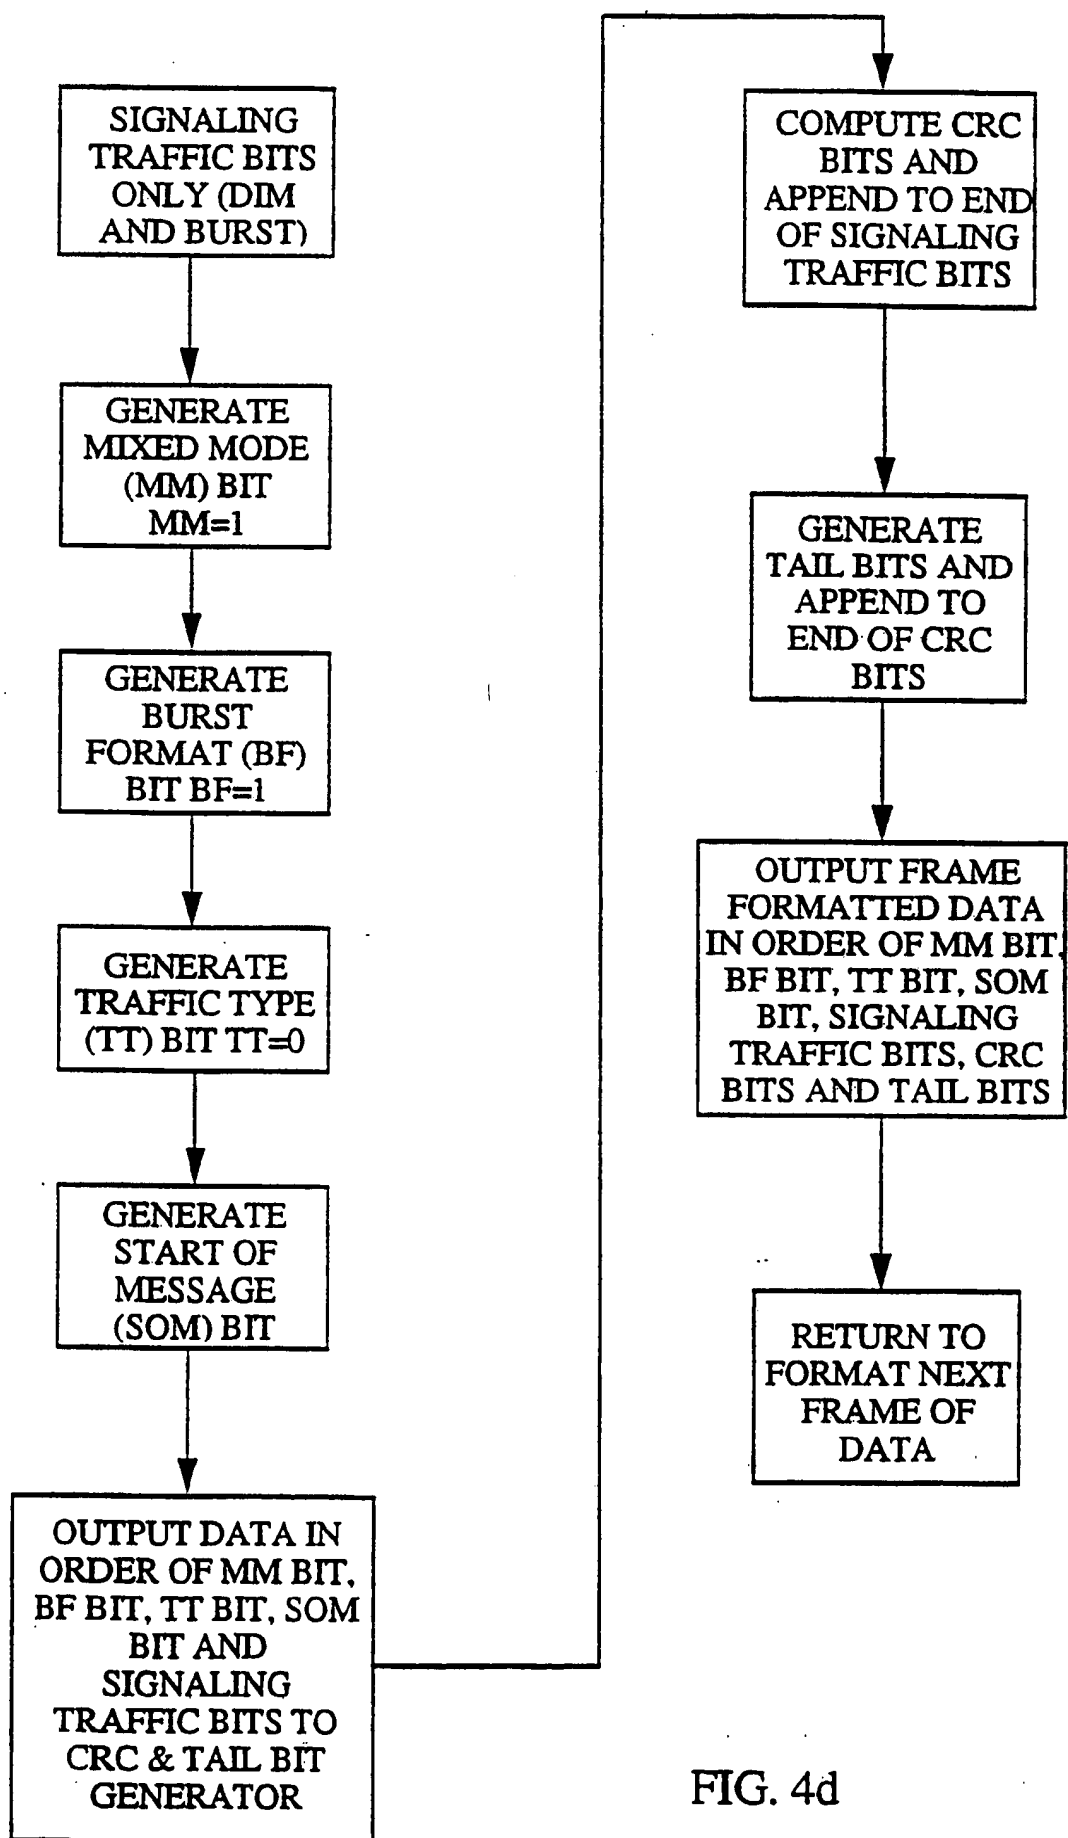 SIGNALING
TRAFFIC BITS
ONLY (DIM
AND BURST)
GENERATE
MIXED MODE
(MM) BIT
MM=1
GENERATE
BURST
FORMAT (BF)
BIT BF=1
GENERATE
TRAFFIC TYPE
(TT) BIT TT=0
GENERATE
START OF
MESSAGE
(SOM) BIT
OUTPUT DATA IN
ORDER OF MM BIT,
BF BIT, TT BIT, SOM
BIT AND
SIGNALING
TRAFFIC BITS TO
CRC & TAIL BIT
GENERATOR
COMPUTE CRC
BITS AND
APPEND TO END
OF SIGNALING
TRAFFIC BITS
GENERATE
TAIL BITS AND
APPEND TO
END OF CRC
BITS
OUTPUT FRAME
FORMATTED DATA
IN ORDER OF MM BIT,
BF BIT, TT BIT, SOM
BIT, SIGNALING
TRAFFIC BITS, CRC
BITS AND TAIL BITS
RETURN TO
FORMAT NEXT
FRAME OF
DATA
FIG. 4d